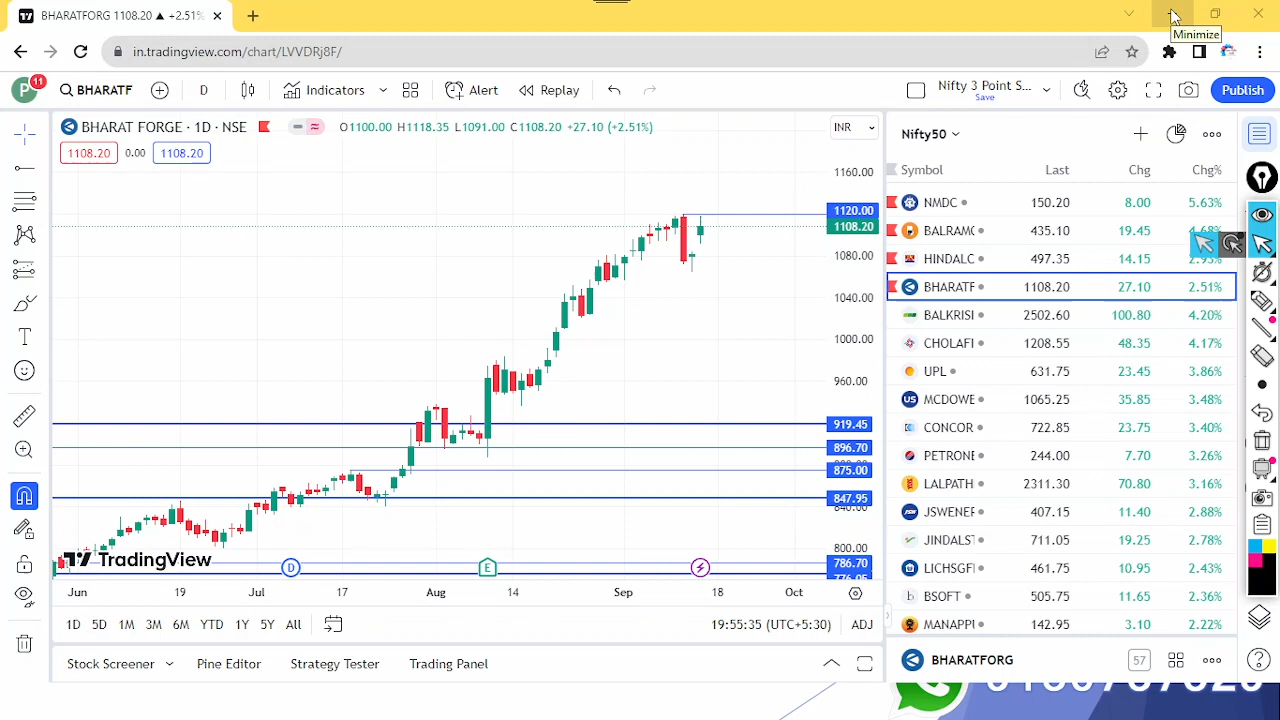 BHARATFORG 1108.20 ▲ +2.51%
Minimize
in.tradingview.com/chart/LVVDRj8F/
P
11
BHARATF
D
Indicators
Alert
Replay
Nifty 3 Point S...
Save
Publish
BHARAT FORGE · 1D · NSE
O1100.00 H1118.35 L1091.00 C1108.20 +27.10 (+2.51%)
INR
1108.20 0.00 1108.20
1160.00
1120.00
1108.20
1080.00
1040.00
1000.00
960.00
919.45
896.70
875.00
847.95
840.00
800.00
786.70
776.05
TradingView
D
E
Jun 19 Jul 17 Aug 14 Sep 18 Oct
1D 5D 1M 3M 6M YTD 1Y 5Y All
19:55:35 (UTC+5:30) ADJ
Stock Screener
Pine Editor
Strategy Tester
Trading Panel
Nifty50
Symbol Last Chg Chg%
NMDC 150.20 8.00 5.63%
BALRAMC 435.10 19.45 4.68%
HINDALC 497.35 14.15 2.93%
BHARATF 1108.20 27.10 2.51%
BALKRISI 2502.60 100.80 4.20%
CHOLAFI 1208.55 48.35 4.17%
UPL 631.75 23.45 3.86%
MCDOWE 1065.25 35.85 3.48%
CONCOR 722.85 23.75 3.40%
PETRONE 244.00 7.70 3.26%
LALPATH 2311.30 70.80 3.16%
JSWENEF 407.15 11.40 2.88%
JINDALST 711.05 19.25 2.78%
LICHSGFI 461.75 10.95 2.43%
BSOFT 505.75 11.65 2.36%
MANAPPU 142.95 3.10 2.22%
BHARATFORG
57